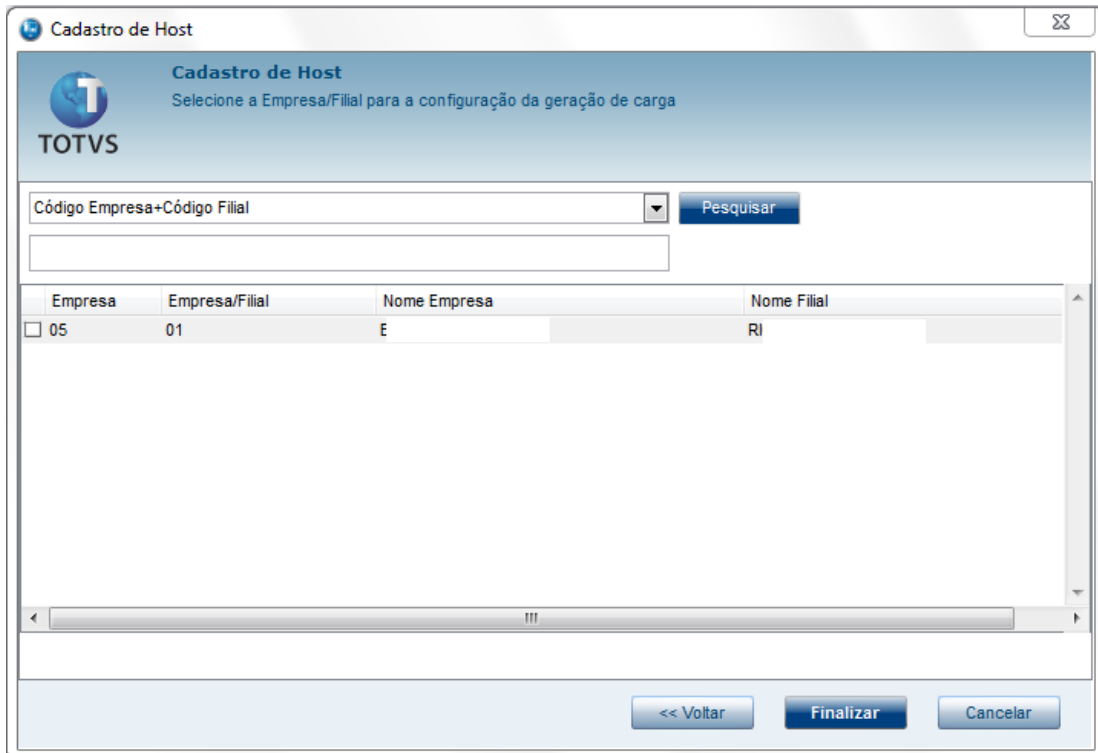 Cadastro de Host
Cadastro de Host
Selecione a Empresa/Filial para a configuração da geração de carga
TOTVS
Código Empresa+Código Filial Pesquisar
Empresa Empresa/Filial Nome Empresa Nome Filial
05 01
<< Voltar Finalizar Cancelar